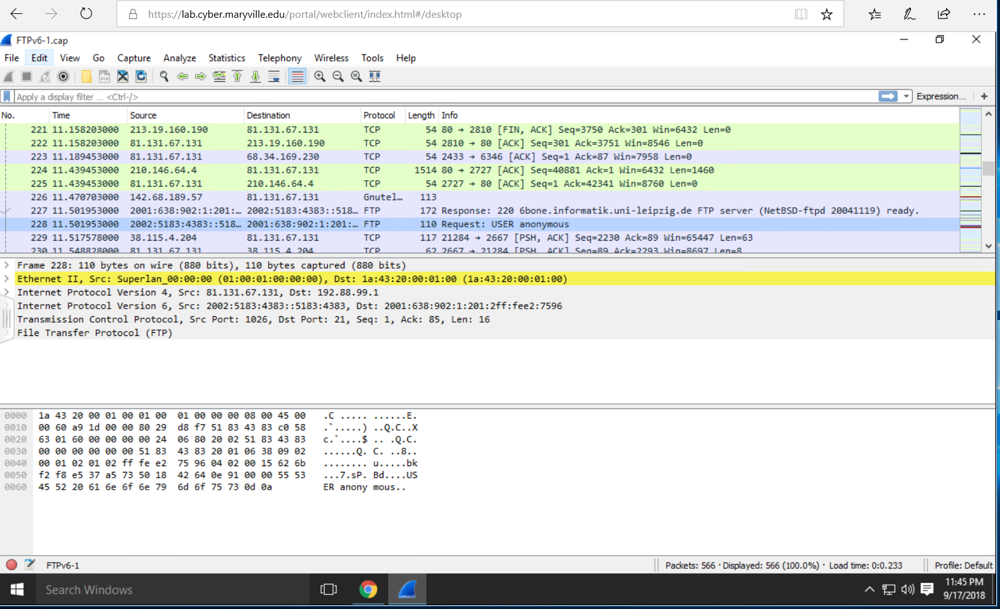 https://lab.cyber.maryville.edu/portal/webclient/index.html#/desktop
FTPv6-1.cap
File Edit View Go Capture Analyze Statistics Telephony Wireless Tools Help
Apply a display filter ... <Ctrl-/> Expression... +
No. Time Source Destination Protocol Length Info
221 11.158203000 213.19.160.190 81.131.67.131 TCP 54 80 → 2810 [FIN, ACK] Seq=3750 Ack=301 Win=6432 Len=0
222 11.158203000 81.131.67.131 213.19.160.190 TCP 54 2810 → 80 [ACK] Seq=301 Ack=3751 Win=8546 Len=0
223 11.189453000 81.131.67.131 68.34.169.230 TCP 54 2433 → 6346 [ACK] Seq=1 Ack=87 Win=7958 Len=0
224 11.439453000 210.146.64.4 81.131.67.131 TCP 1514 80 → 2727 [ACK] Seq=40881 Ack=1 Win=6432 Len=1460
225 11.439453000 81.131.67.131 210.146.64.4 TCP 54 2727 → 80 [ACK] Seq=1 Ack=42341 Win=8760 Len=0
226 11.470703000 142.68.189.57 81.131.67.131 Gnutel… 113
227 11.501953000 2001:638:902:1:201:… 2002:5183:4383::518… FTP 172 Response: 220 6bone.informatik.uni-leipzig.de FTP server (NetBSD-ftpd 20041119) ready.
228 11.501953000 2002:5183:4383::518… 2001:638:902:1:201:… FTP 110 Request: USER anonymous
229 11.517578000 38.115.4.204 81.131.67.131 TCP 117 21284 → 2667 [PSH, ACK] Seq=2230 Ack=89 Win=65447 Len=63
230 11.548828000 81.131.67.131 38.115.4.204 TCP 62 2667 → 21284 [PSH, ACK] Seq=89 Ack=2293 Win=8697 Len=8
Frame 228: 110 bytes on wire (880 bits), 110 bytes captured (880 bits)
Ethernet II, Src: Superlan_00:00:00 (01:00:01:00:00:00), Dst: 1a:43:20:00:01:00 (1a:43:20:00:01:00)
Internet Protocol Version 4, Src: 81.131.67.131, Dst: 192.88.99.1
Internet Protocol Version 6, Src: 2002:5183:4383::5183:4383, Dst: 2001:638:902:1:201:2ff:fee2:7596
Transmission Control Protocol, Src Port: 1026, Dst Port: 21, Seq: 1, Ack: 85, Len: 16
File Transfer Protocol (FTP)
0000 1a 43 20 00 01 00 01 00 01 00 00 00 08 00 45 00 .C ..... ......E.
0010 00 60 a9 1d 00 00 80 29 d8 f7 51 83 43 83 c0 58 .`.....) ..Q.C..X
0020 63 01 60 00 00 00 00 24 06 80 20 02 51 83 43 83 c.`....$ .. .Q.C.
0030 00 00 00 00 00 00 51 83 43 83 20 01 06 38 09 02 ......Q. C. ..8..
0040 00 01 02 01 02 ff fe e2 75 96 04 02 00 15 62 6b ........ u.....bk
0050 f2 f8 e5 37 a5 73 50 18 42 64 0e 91 00 00 55 53 ...7.sP. Bd....US
0060 45 52 20 61 6e 6f 6e 79 6d 6f 75 73 0d 0a ER anony mous..
FTPv6-1 Packets: 566 · Displayed: 566 (100.0%) · Load time: 0:0.233 Profile: Default
Search Windows
11:45 PM
9/17/2018